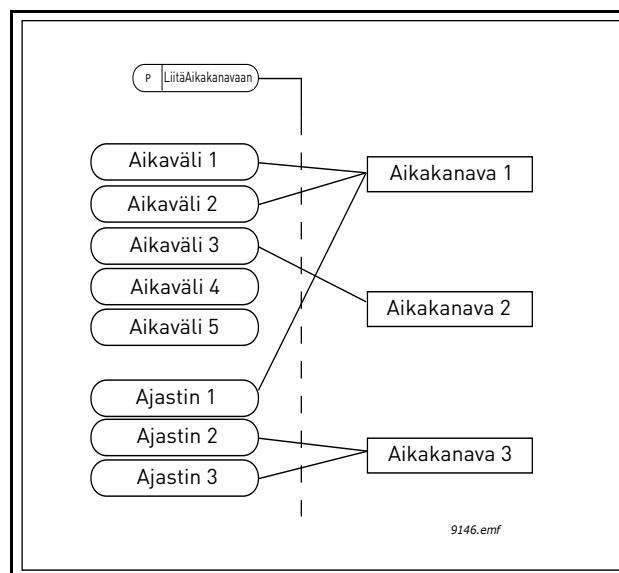 P LiitäAikakanavaan
Aikaväli 1
Aikakanava 1
Aikaväli 2
Aikaväli 3
Aikaväli 4
Aikakanava 2
Aikaväli 5
Ajastin 1
Ajastin 2
Aikakanava 3
Ajastin 3
9146.emf